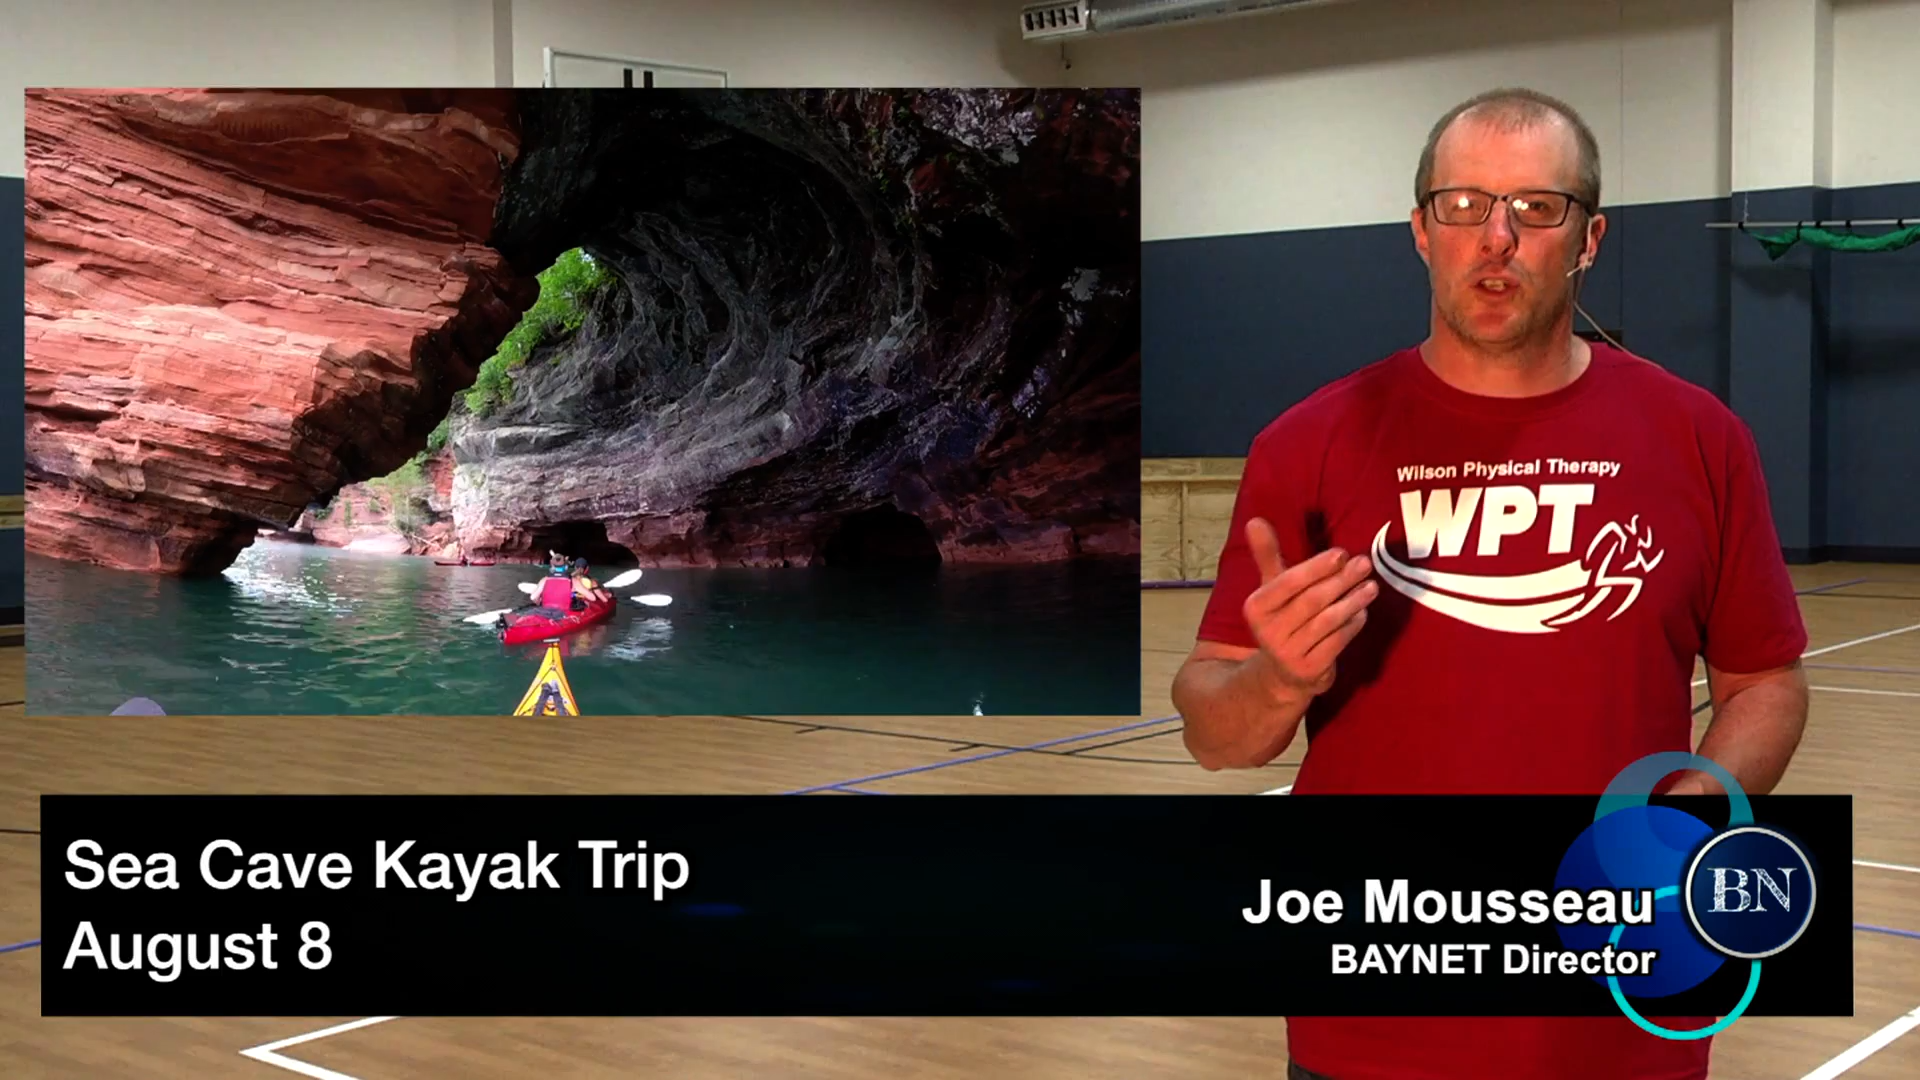 Wilson Physical Therapy
WPT
Sea Cave Kayak Trip
August 8
Joe Mousseau
BAYNET Director
BN